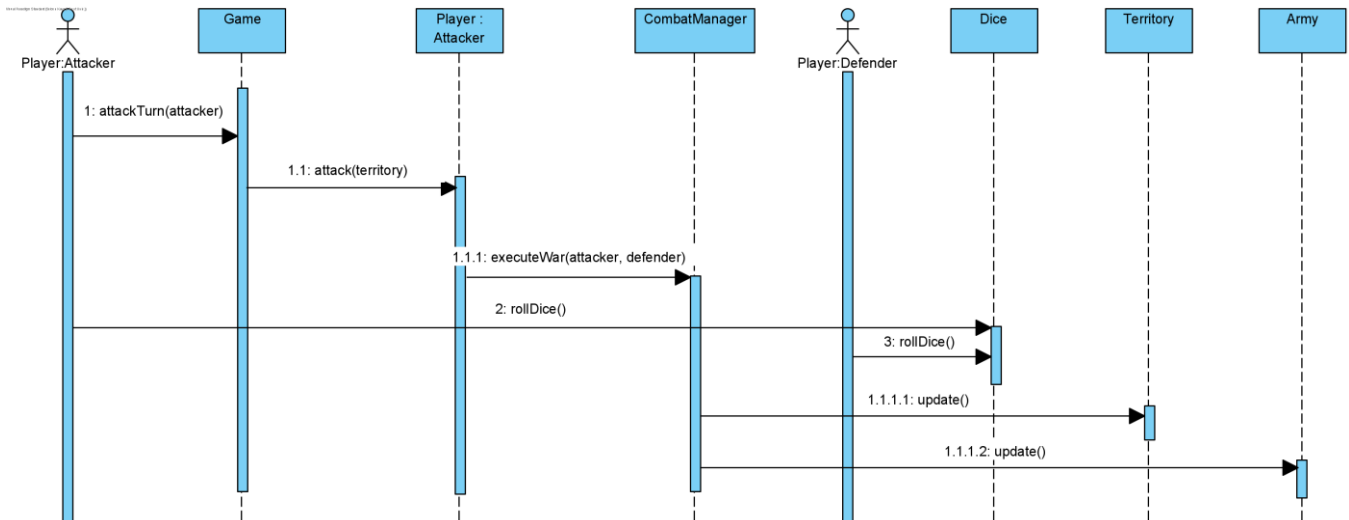 Game
Player :
Attacker
CombatManager
Dice
Territory
Army
Player:Attacker
Player:Defender
1: attackTurn(attacker)
1.1: attack(territory)
1.1.1: executeWar(attacker, defender)
2: rollDice()
3: rollDice()
1.1.1.1: update()
1.1.1.2: update()